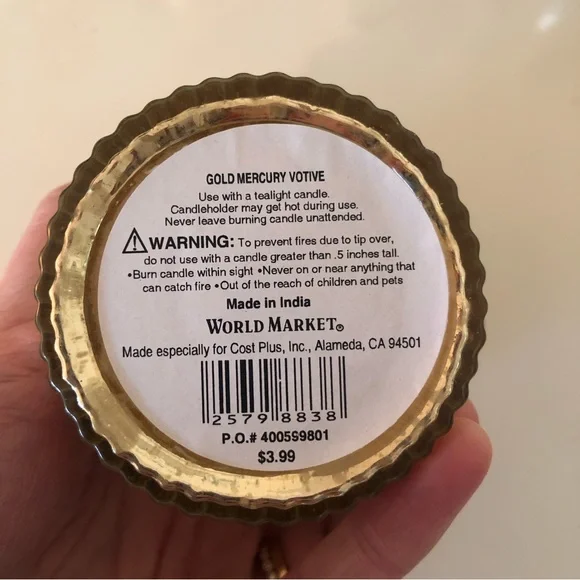 GOLD MERCURY VOTIVE
Use with a tealight candle.
Candleholder may get hot during use.
Never leave burning candle unattended.
⚠WARNING: To prevent fires due to tip over,
do not use with a candle greater than .5 inches tall.
•Burn candle within sight •Never on or near anything that
can catch fire •Out of the reach of children and pets
Made in India
WORLD MARKET®
Made especially for Cost Plus, Inc., Alameda, CA 94501
25798838
P.O.# 400599801
$3.99